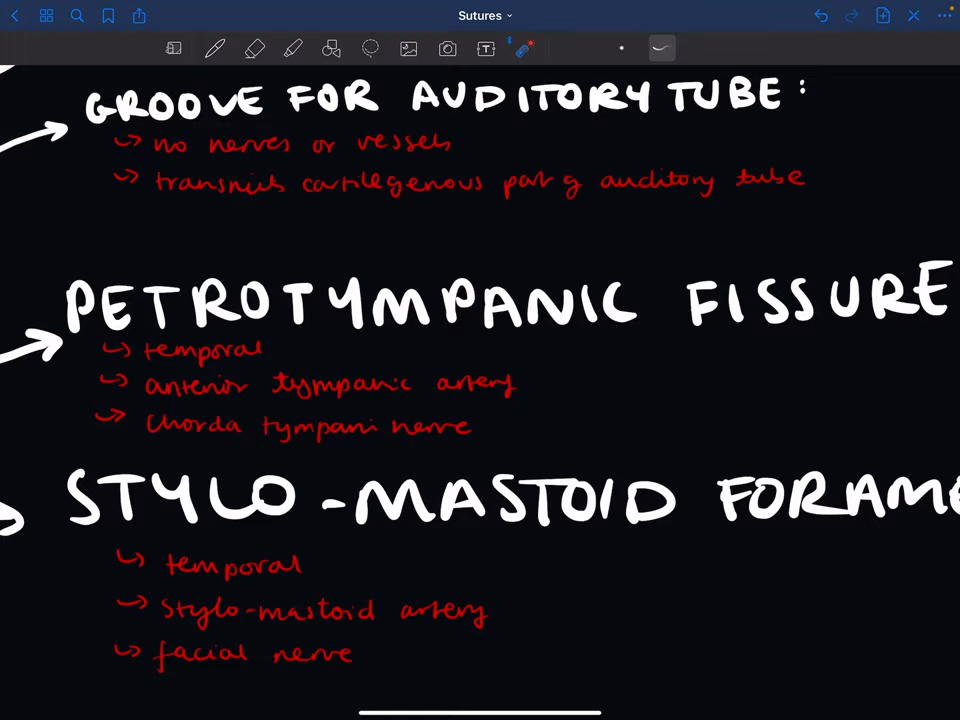 Sutures
GROOVE FOR AUDITORY TUBE :
↳ no nerves or vessels
↳ transmits cartilegenous part of auditory tube
PETROTYMPANIC FISSURE
↳ temporal
↳ anterior tympanic artery
↳ Chorda tympani nerve
STYLO-MASTOID FORAME
↳ temporal
↳ Stylo-mastoid artery
↳ facial nerve